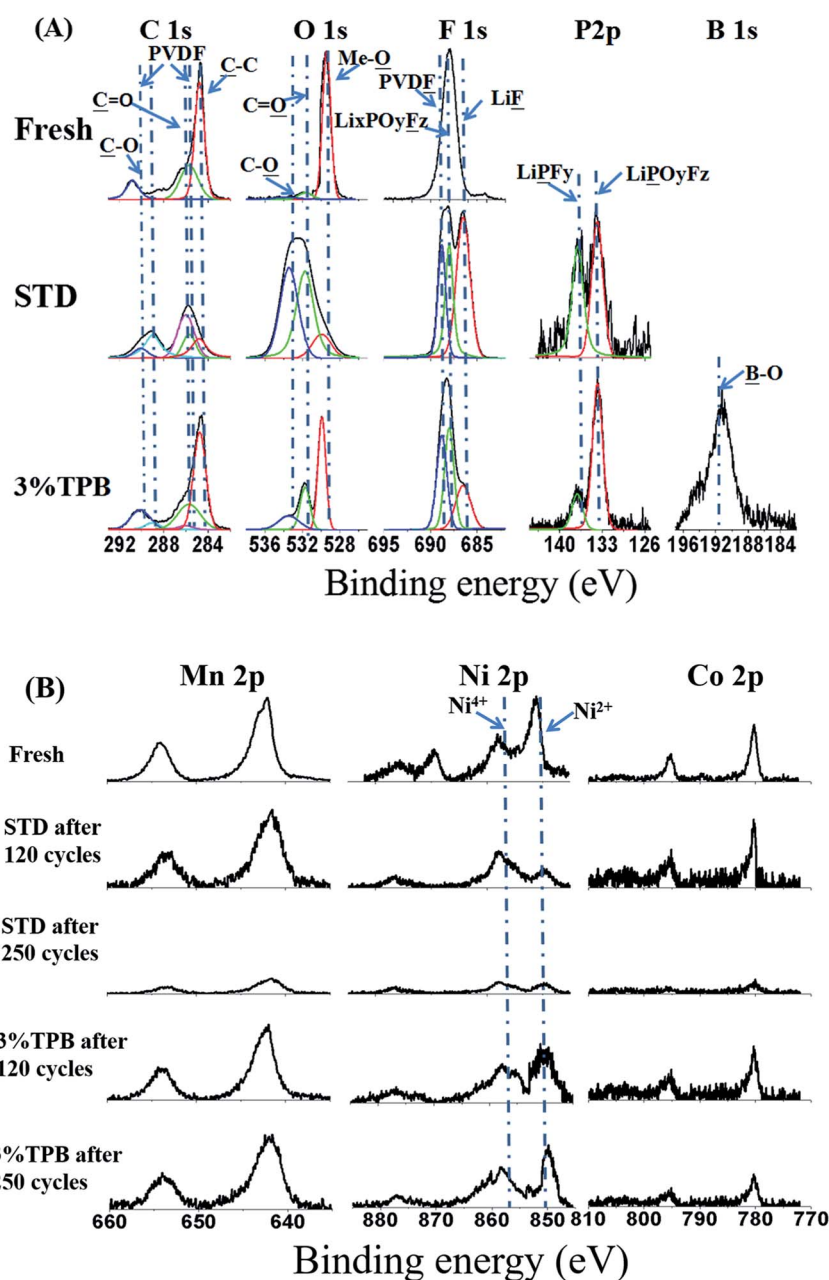 (A) C 1s O 1s F 1s P2p B 1s
PVDF C-C Me-O PVDF
C=O C=O LixPOyFz LiF
Fresh
C-O C-O LiPFy LiPOyFz
STD
B-O
3%TPB
292 288 284 536 532 528 695 690 685 140 133 126 196 192 188 184
Binding energy (eV)
(B) Mn 2p Ni 2p Co 2p
Ni4+ Ni2+
Fresh
STD after
120 cycles
STD after
250 cycles
3%TPB after
120 cycles
%TPB after
250 cycles
660 650 640 880 870 860 850 810 800 790 780 770
Binding energy (eV)